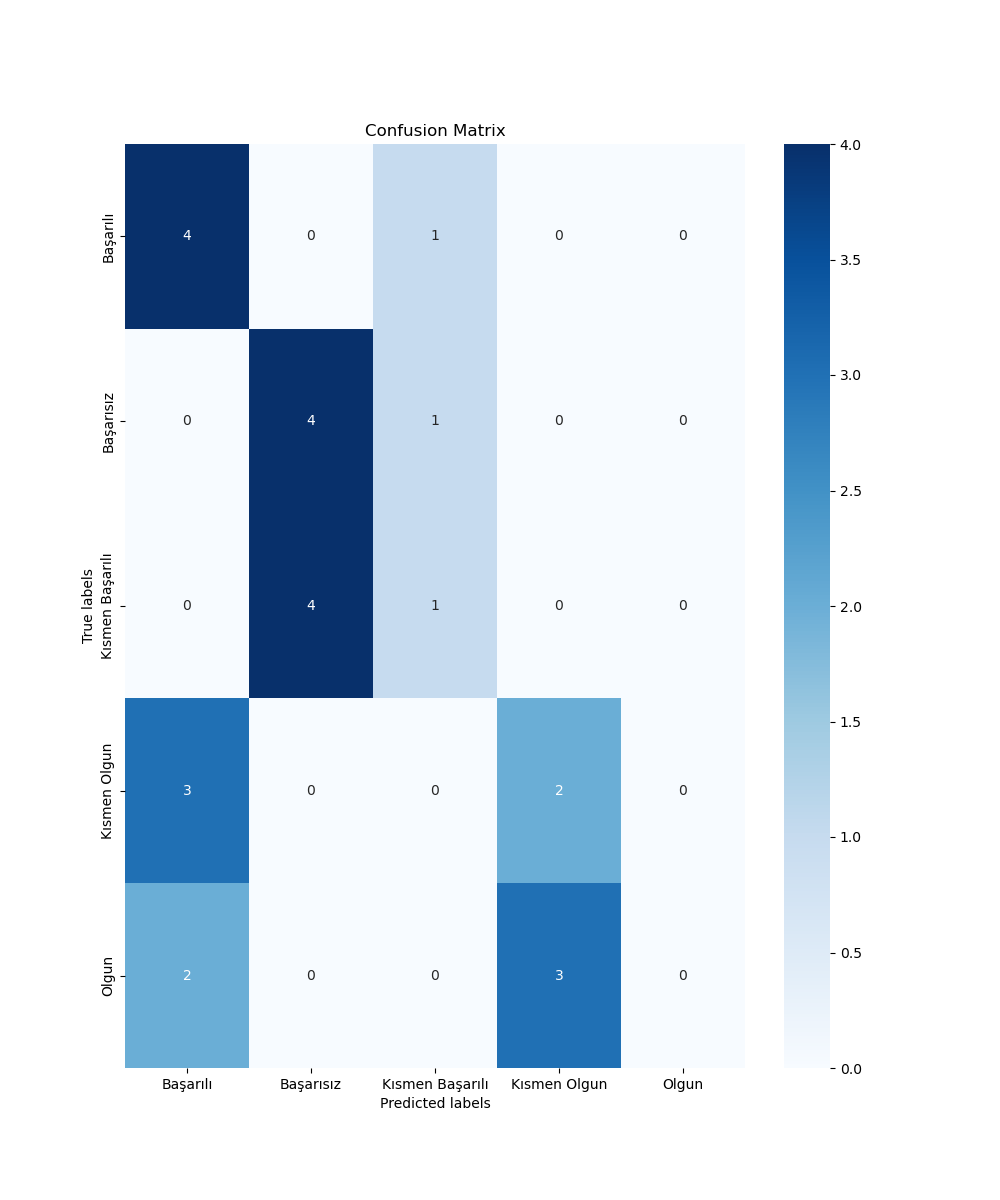 Confusion Matrix
True labels
Başarılı
4 0 1 0 0
Başarısız
0 4 1 0 0
Kısmen Başarılı
0 4 1 0 0
Kısmen Olgun
3 0 0 2 0
Olgun
2 0 0 3 0
Başarılı Başarısız Kısmen Başarılı Kısmen Olgun Olgun
Predicted labels
4.0
3.5
3.0
2.5
2.0
1.5
1.0
0.5
0.0